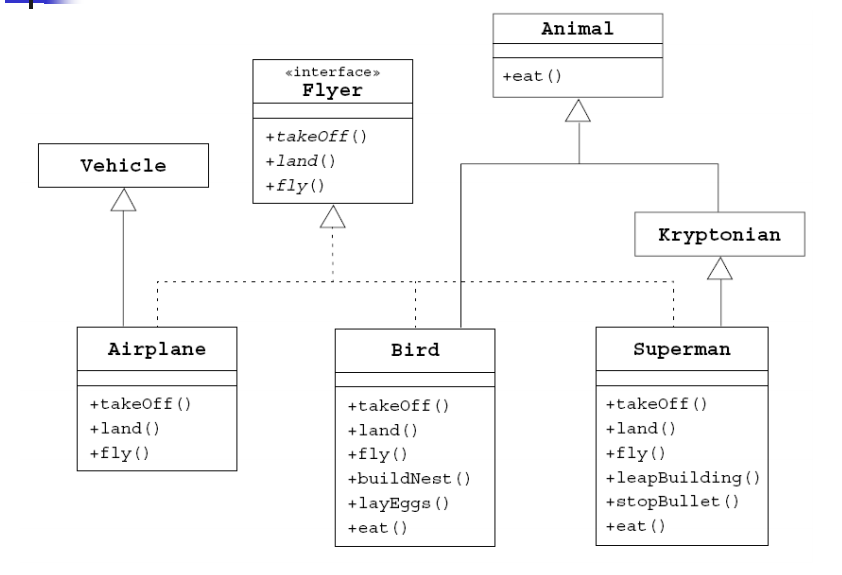 Animal
+eat()
«interface»
Flyer
+takeOff()
+land()
+fly()
Vehicle
Kryptonian
Airplane
+takeOff()
+land()
+fly()
Bird
+takeOff()
+land()
+fly()
+buildNest()
+layEggs()
+eat()
Superman
+takeOff()
+land()
+fly()
+leapBuilding()
+stopBullet()
+eat()